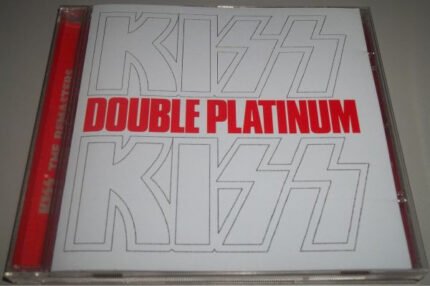 KISS
DOUBLE PLATINUM
KISS
KISS: THE REMASTERS